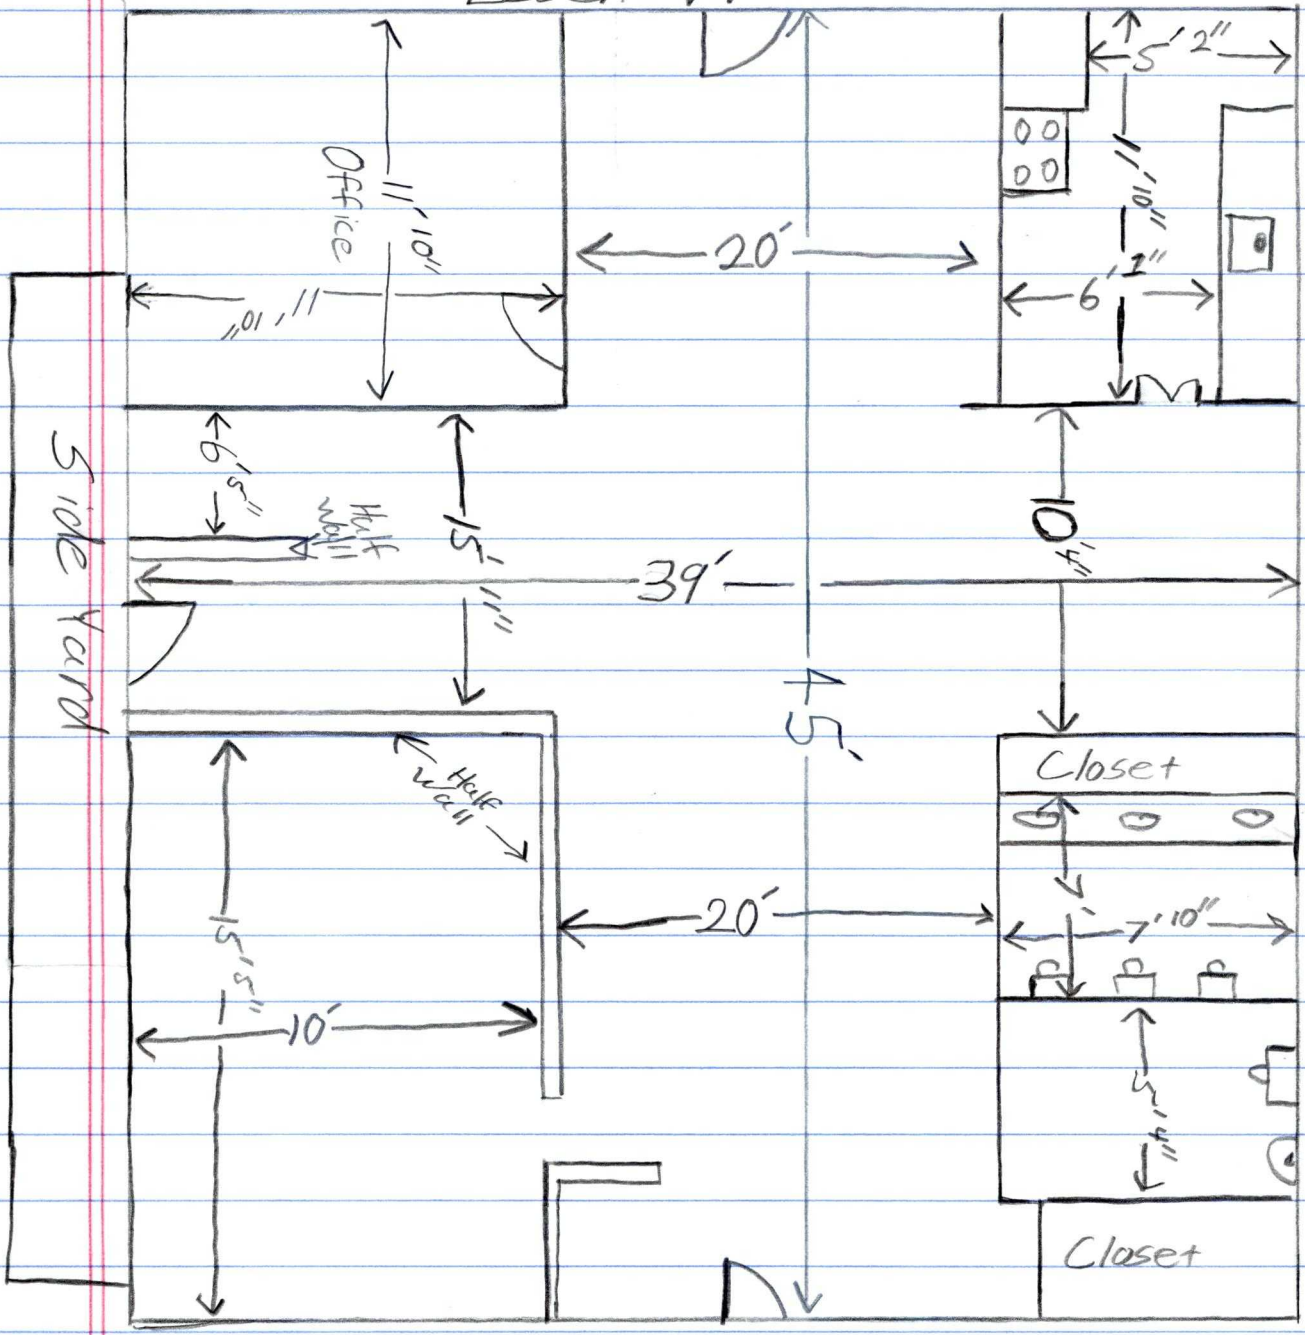 5' 2"
11' 10"
Office
11' 10"
20'
6' 1"
11' 10"
6' 5"
Half
Wall
15' 11"
10' 4"
39'
Side Yard
45'
Closet
Half
Wall
20'
7' 10"
15' 5"
10'
5' 4"
Closet